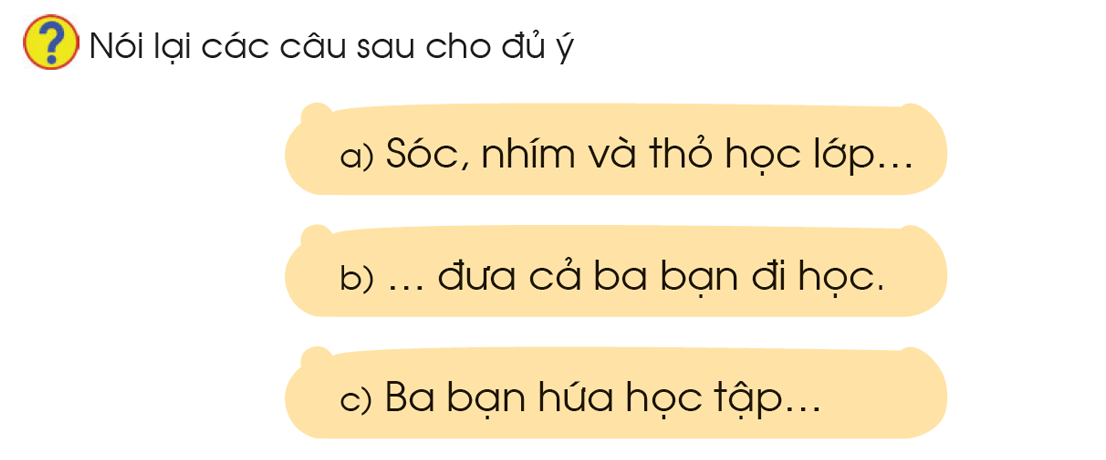 ? Nói lại các câu sau cho đủ ý
a) Sóc, nhím và thỏ học lớp...
b) ... đưa cả ba bạn đi học.
c) Ba bạn hứa học tập...